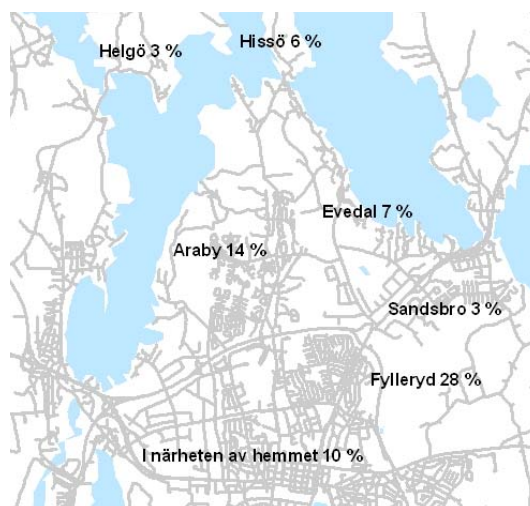 Hissö 6 %
Helgö 3 %
Evedal 7 %
Araby 14 %
Sandsbro 3 %
Fylleryd 28 %
I närheten av hemmet 10 %